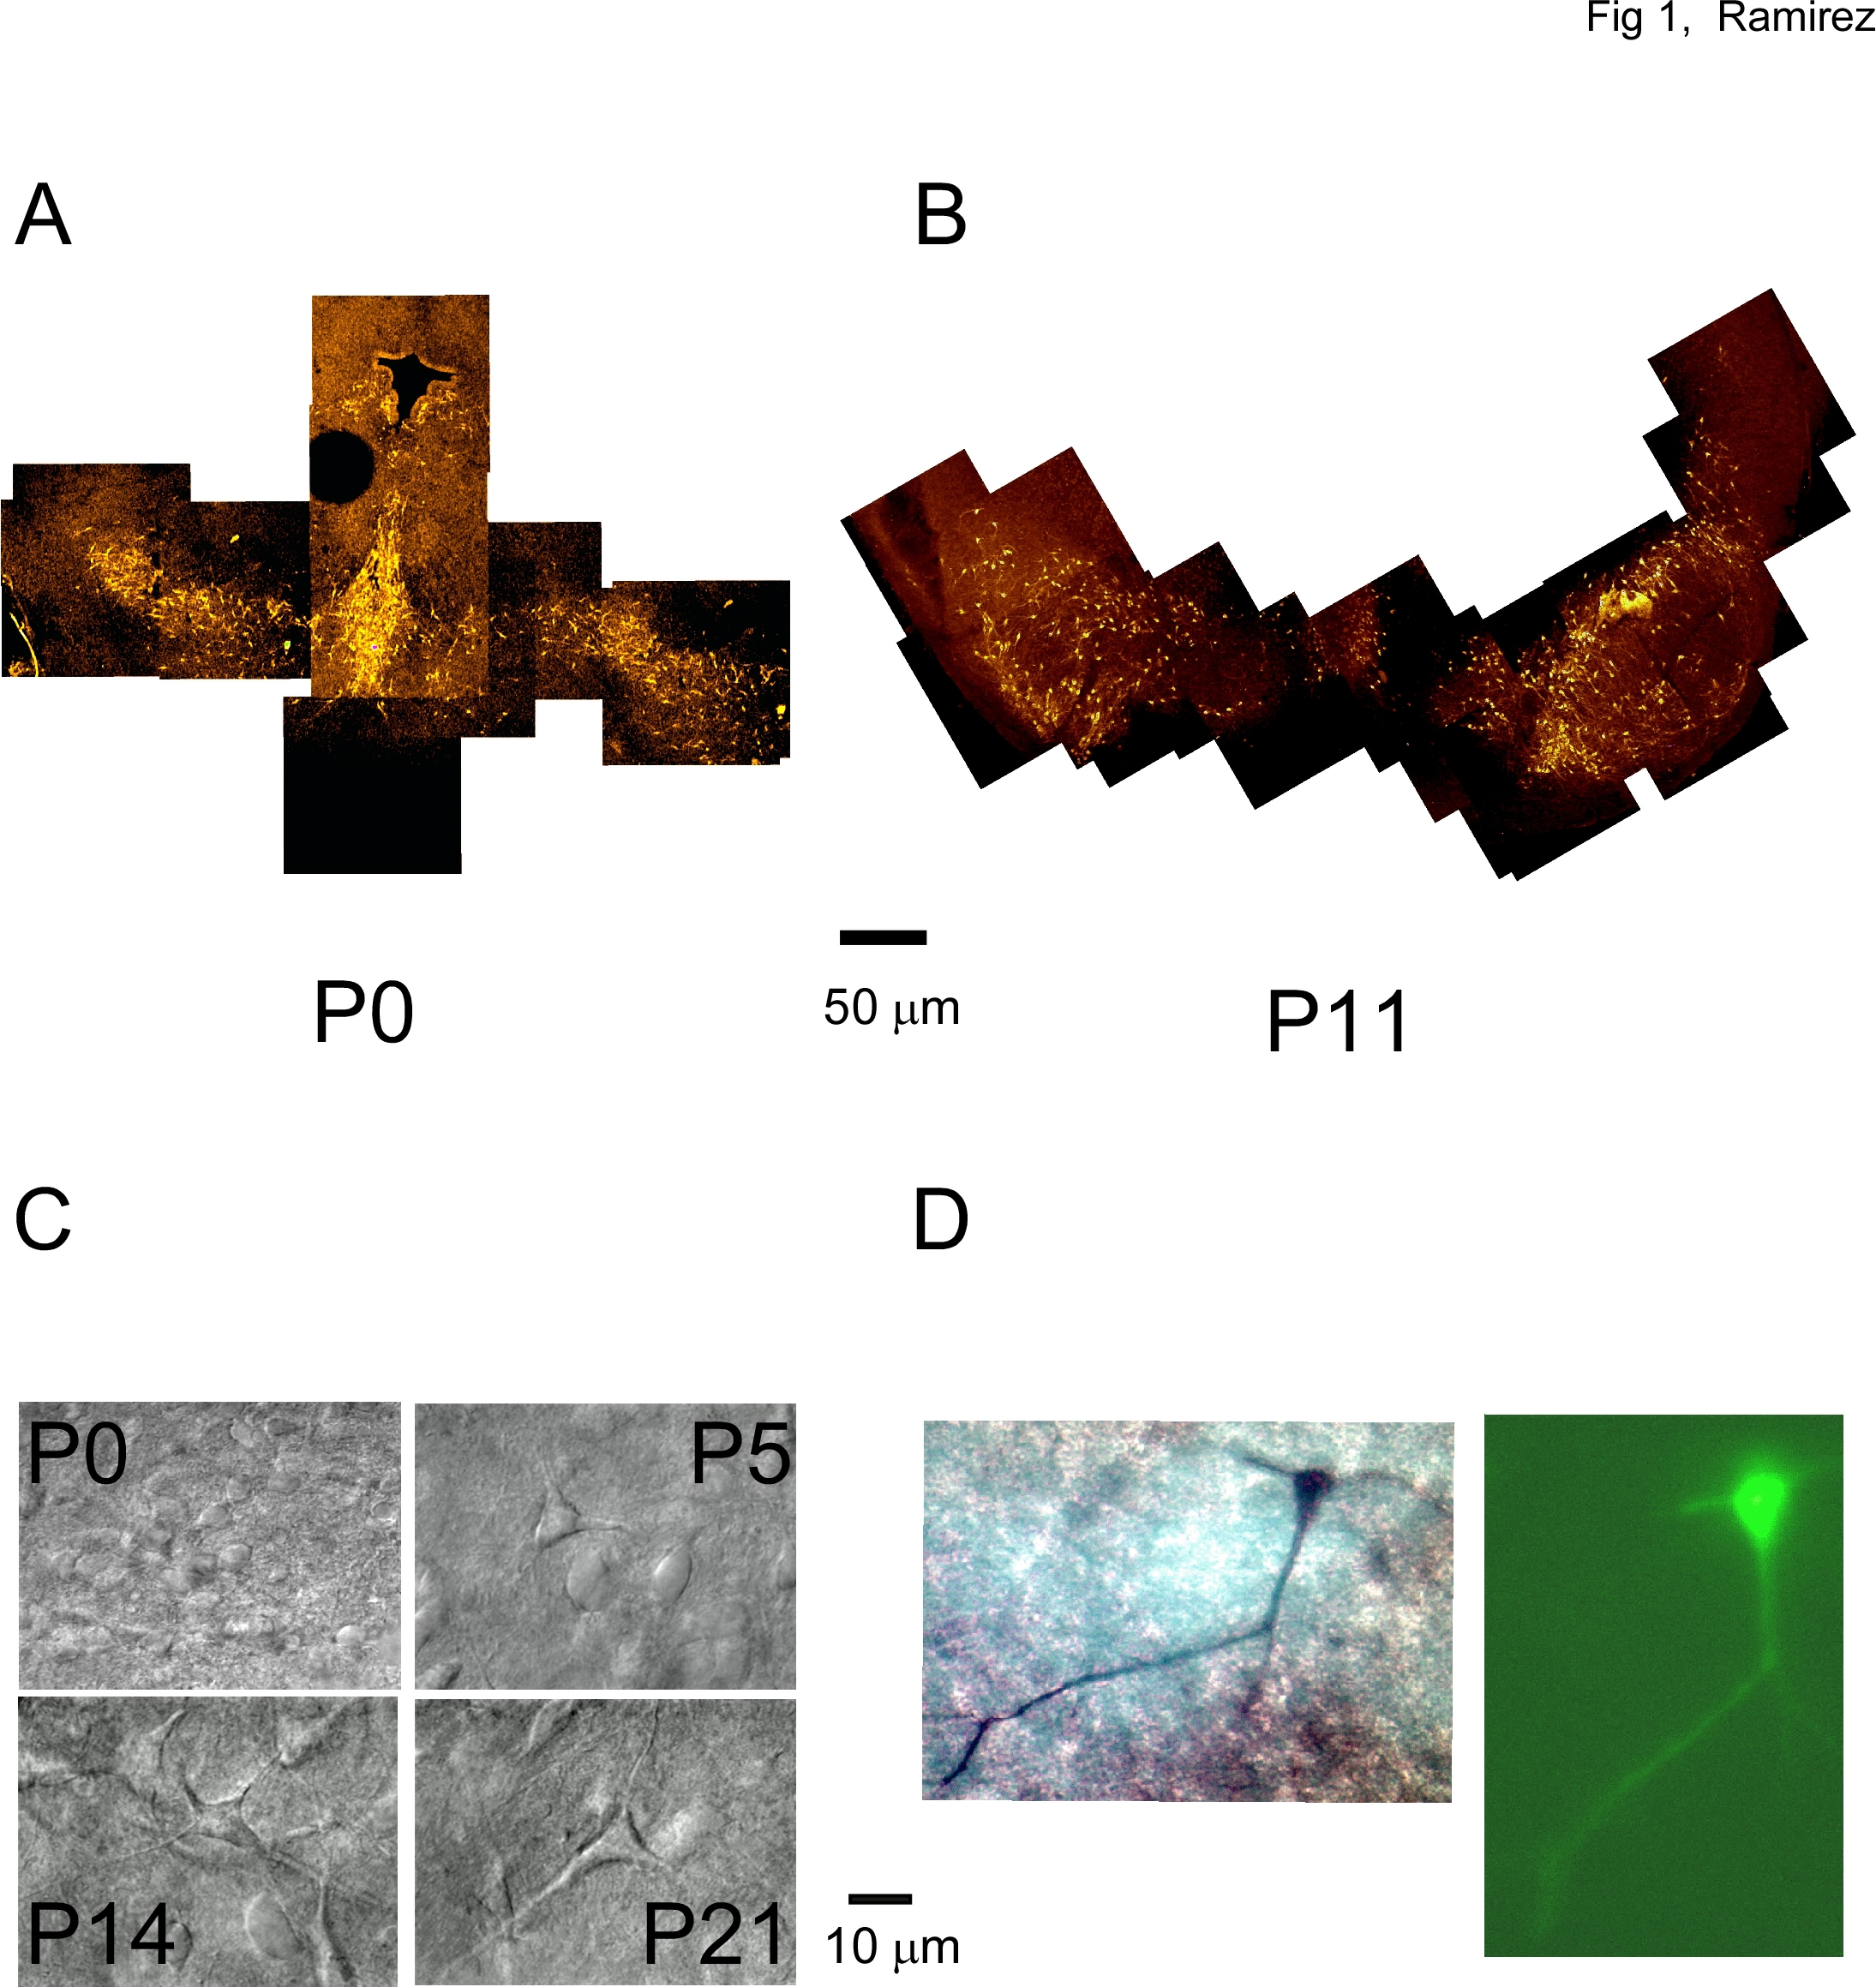 Fig 1, Ramirez
A
B
P0
50 μm
P11
C
D
P0
P5
P14
P21
10 μm